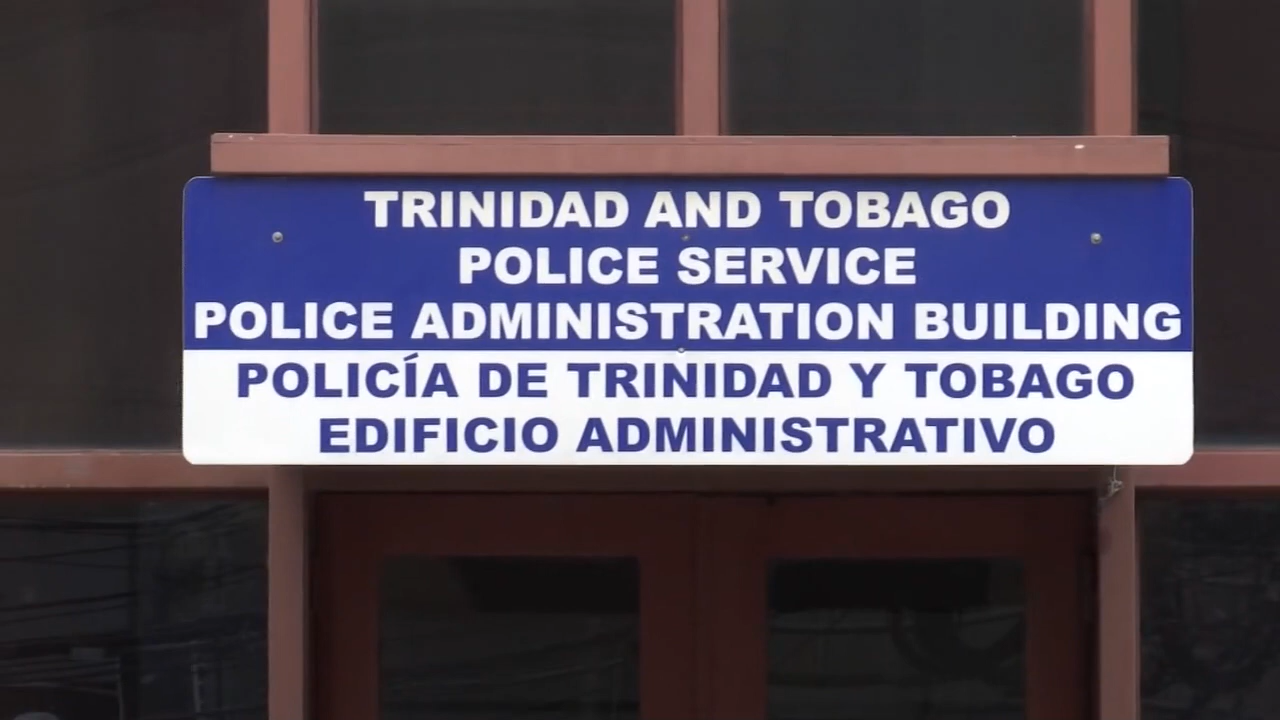 TRINIDAD AND TOBAGO
POLICE SERVICE
POLICE ADMINISTRATION BUILDING
POLICÍA DE TRINIDAD Y TOBAGO
EDIFICIO ADMINISTRATIVO